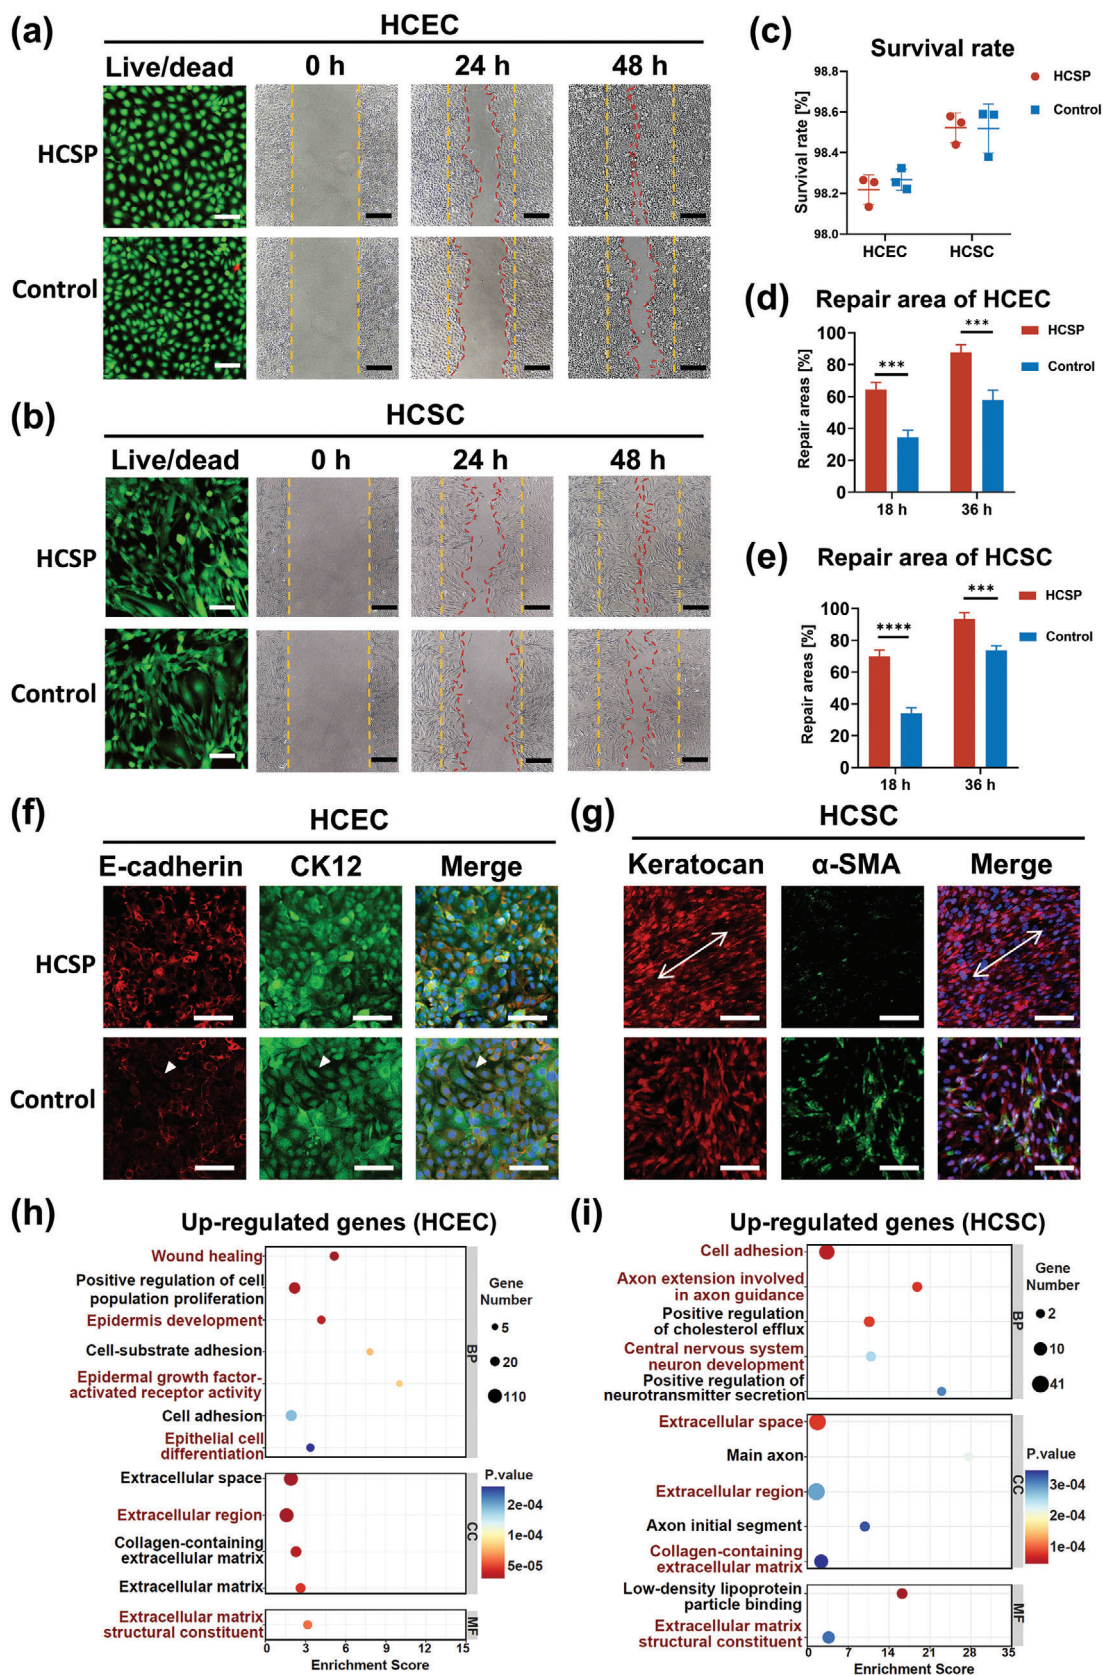 (a)
HCEC
Live/dead 0 h 24 h 48 h
HCSP
Control
(b)
HCSC
Live/dead 0 h 24 h 48 h
HCSP
Control
(c)
Survival rate
Survival rate [%]
98.8
98.6
98.4
98.2
98.0
HCEC HCSC
HCSP
Control
(d) Repair area of HCEC
Repair areas [%]
100
80
60
40
20
0
*** ***
18 h 36 h
HCSP
Control
(e) Repair area of HCSC
Repair areas [%]
100
80
60
40
20
0
**** ***
18 h 36 h
HCSP
Control
(f)
HCEC
E-cadherin CK12 Merge
HCSP
Control
(g)
HCSC
Keratocan α-SMA Merge
(h)
Up-regulated genes (HCEC)
Wound healing
Positive regulation of cell
population proliferation
Epidermis development
Cell-substrate adhesion
Epidermal growth factor-
activated receptor activity
Cell adhesion
Epithelial cell
differentiation
BP
Extracellular space
Extracellular region
Collagen-containing
extracellular matrix
Extracellular matrix
CC
Extracellular matrix
structural constituent
MF
0 3 6 9 12 15
Enrichment Score
Gene
Number
5
20
110
P.value
2e-04
1e-04
5e-05
(i)
Up-regulated genes (HCSC)
Cell adhesion
Axon extension involved
in axon guidance
Positive regulation
of cholesterol efflux
Central nervous system
neuron development
Positive regulation of
neurotransmitter secretion
BP
Extracellular space
Main axon
Extracellular region
Axon initial segment
Collagen-containing
extracellular matrix
CC
Low-density lipoprotein
particle binding
Extracellular matrix
structural constituent
MF
0 7 14 21 28 35
Enrichment Score
Gene
Number
2
10
41
P.value
3e-04
2e-04
1e-04